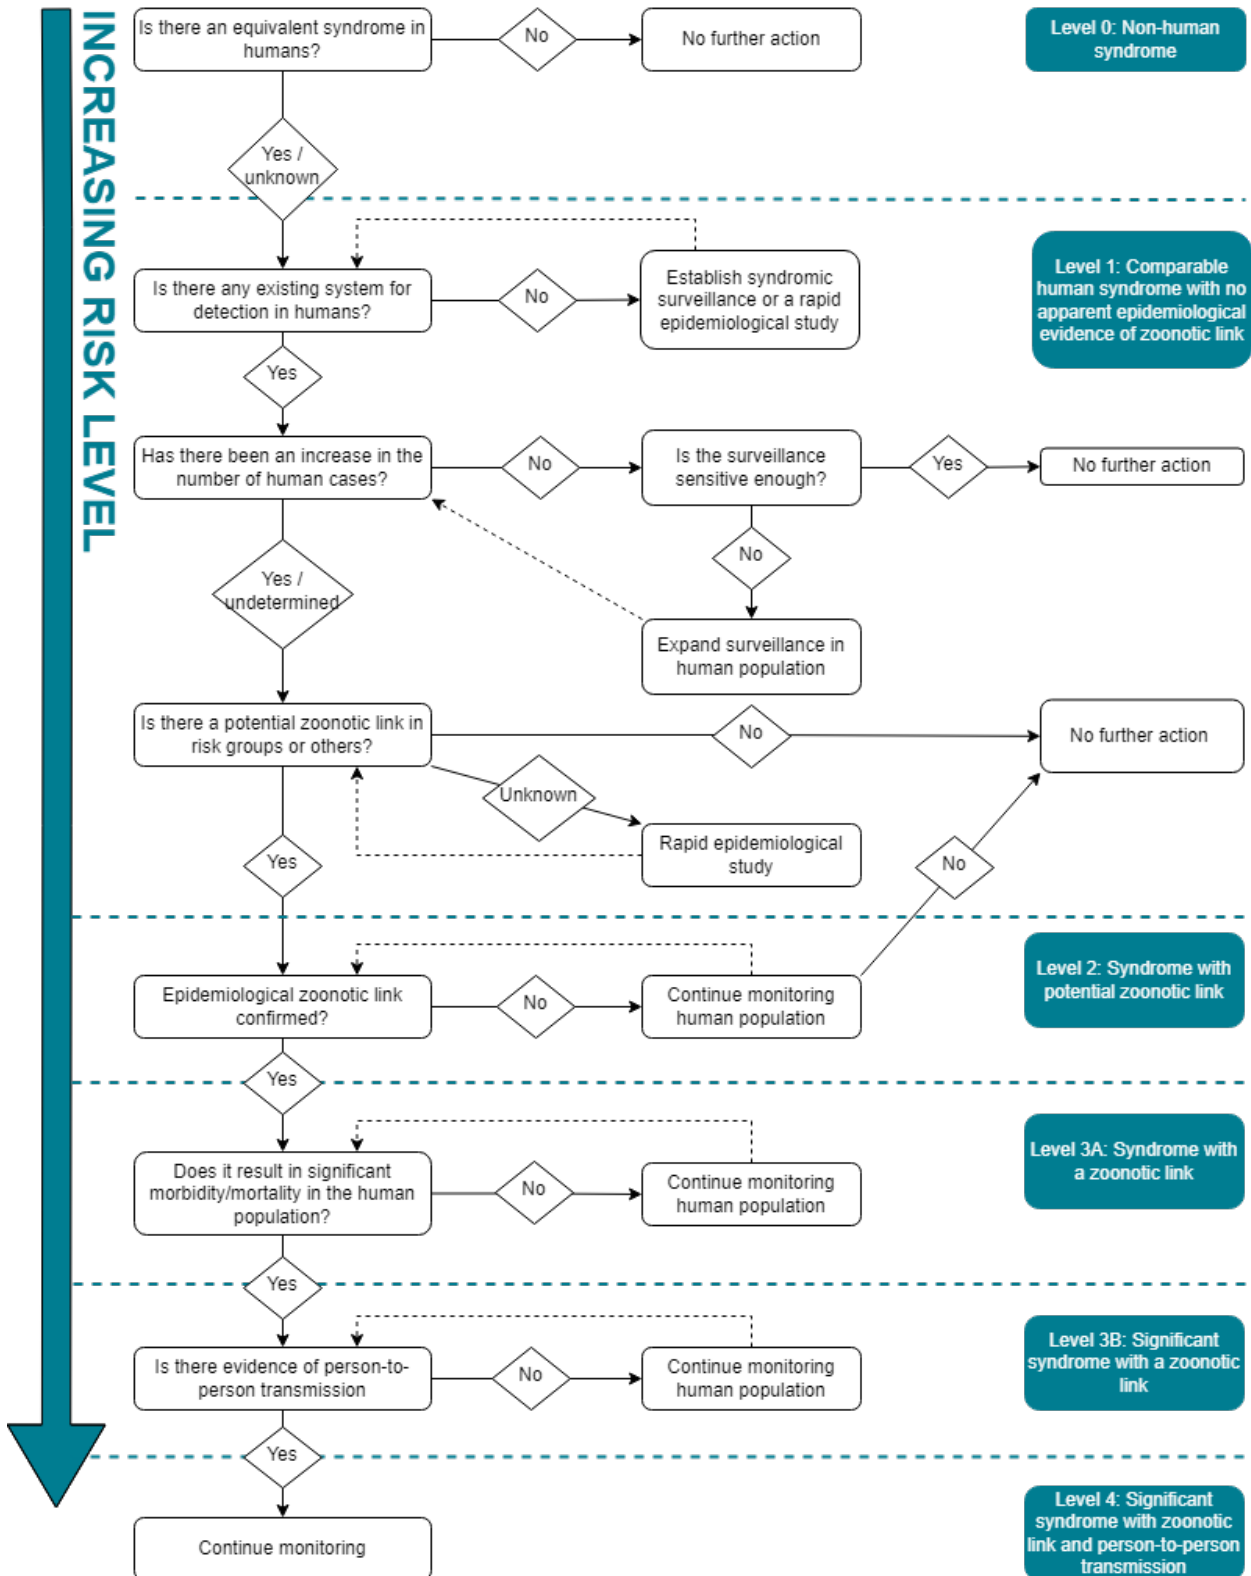 INCREASING RISK LEVEL
Is there an equivalent syndrome in
humans?
No
No further action
Level 0: Non-human
syndrome
Yes /
unknown
Is there any existing system for
detection in humans?
No
Establish syndromic
surveillance or a rapid
epidemiological study
Level 1: Comparable
human syndrome with no
apparent epidemiological
evidence of zoonotic link
Yes
Has there been an increase in the
number of human cases?
No
Is the surveillance
sensitive enough?
Yes
No further action
No
Yes /
undetermined
Expand surveillance in
human population
Is there a potential zoonotic link in
risk groups or others?
No
No further action
Unknown
Rapid epidemiological
study
Yes
No
Epidemiological zoonotic link
confirmed?
No
Continue monitoring
human population
Level 2: Syndrome with
potential zoonotic link
Yes
Does it result in significant
morbidity/mortality in the human
population?
No
Continue monitoring
human population
Level 3A: Syndrome with
a zoonotic link
Yes
Is there evidence of person-to-
person transmission
No
Continue monitoring
human population
Level 3B: Significant
syndrome with a zoonotic
link
Yes
Continue monitoring
Level 4: Significant
syndrome with zoonotic
link and person-to-person
transmission